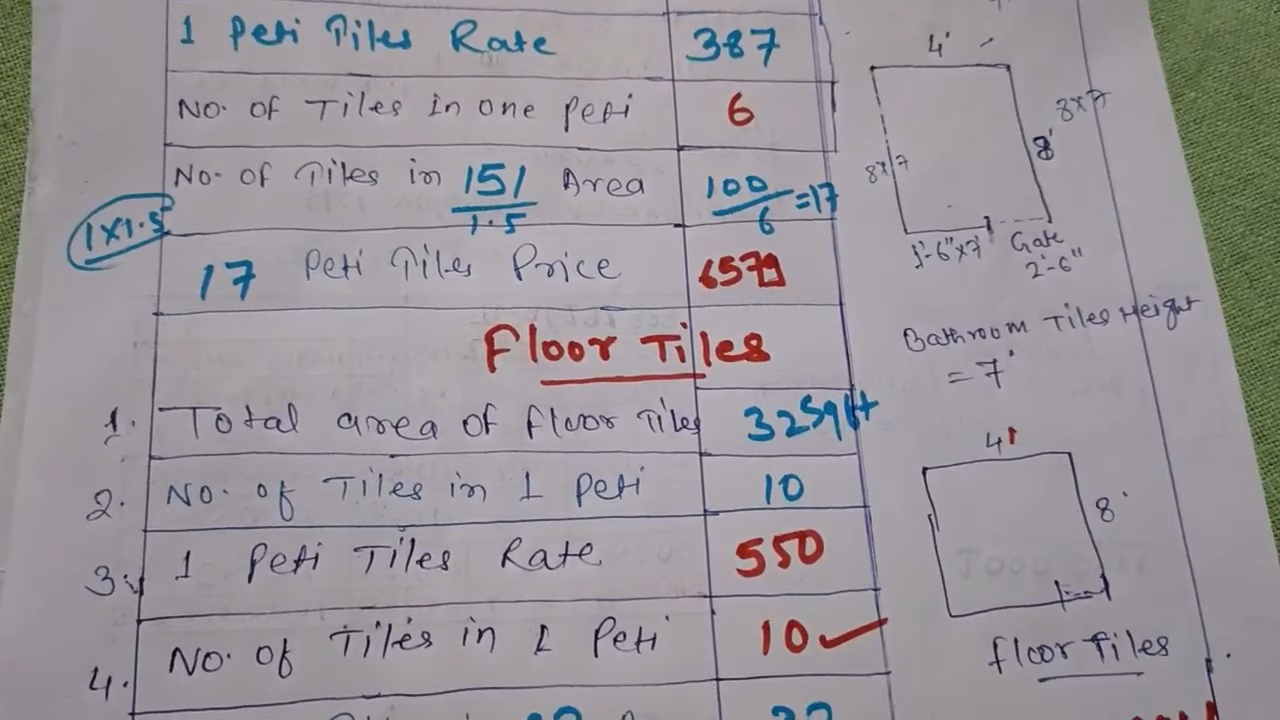 1 Peti Tiles Rate 387
No. of Tiles in one Peti 6
No. of Tiles in 151/1.5 Area 100/6 =17
1x1.5
17 Peti Tiles Price 6579
Floor Tiles
1. Total area of floor Tiles 32Sqft
2. No. of Tiles in 1 Peti 10
3. 1 Peti Tiles Rate 550
4. No. of Tiles in 1 Peti 10
4'
8x7
8'
8x7
1'-6"x7'
Gate
2'-6"
Bathroom Tiles Height
= 7'
4'
8'
floor Tiles